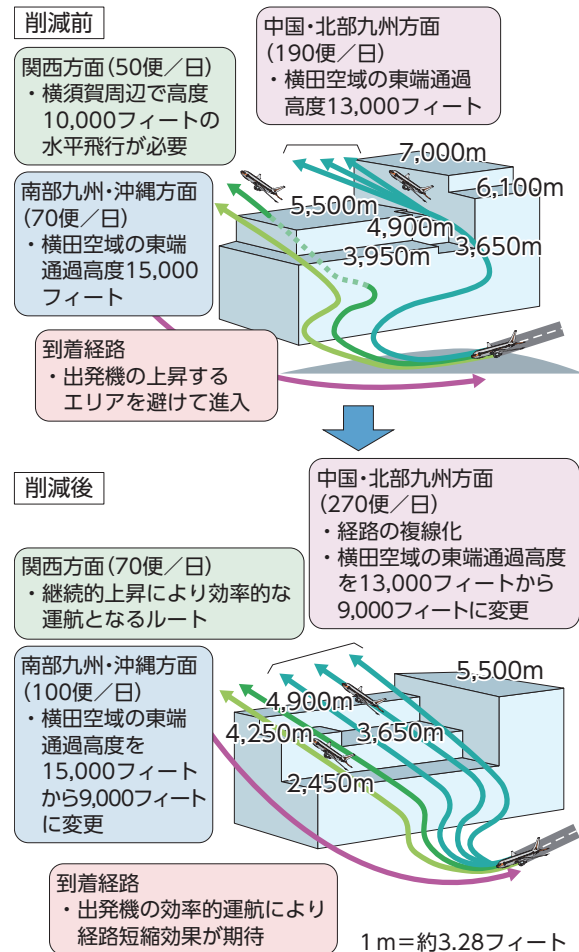 削減前
中国・北部九州方面
(190便／日)
・横田空域の東端通過
高度13,000フィート
関西方面(50便／日)
・横須賀周辺で高度
10,000フィートの
水平飛行が必要
南部九州・沖縄方面
(70便／日)
・横田空域の東端
通過高度15,000
フィート
7,000m
6,100m
5,500m
4,900m
3,650m
3,950m
到着経路
・出発機の上昇する
エリアを避けて進入
削減後
中国・北部九州方面
(270便／日)
・経路の複線化
・横田空域の東端通過高度
を13,000フィートから
9,000フィートに変更
関西方面(70便／日)
・継続的上昇により効率的な
運航となるルート
南部九州・沖縄方面
(100便／日)
・横田空域の東端
通過高度を
15,000フィート
から9,000フィート
に変更
5,500m
4,900m
4,250m
3,650m
2,450m
到着経路
・出発機の効率的運航により
経路短縮効果が期待
1m＝約3.28フィート